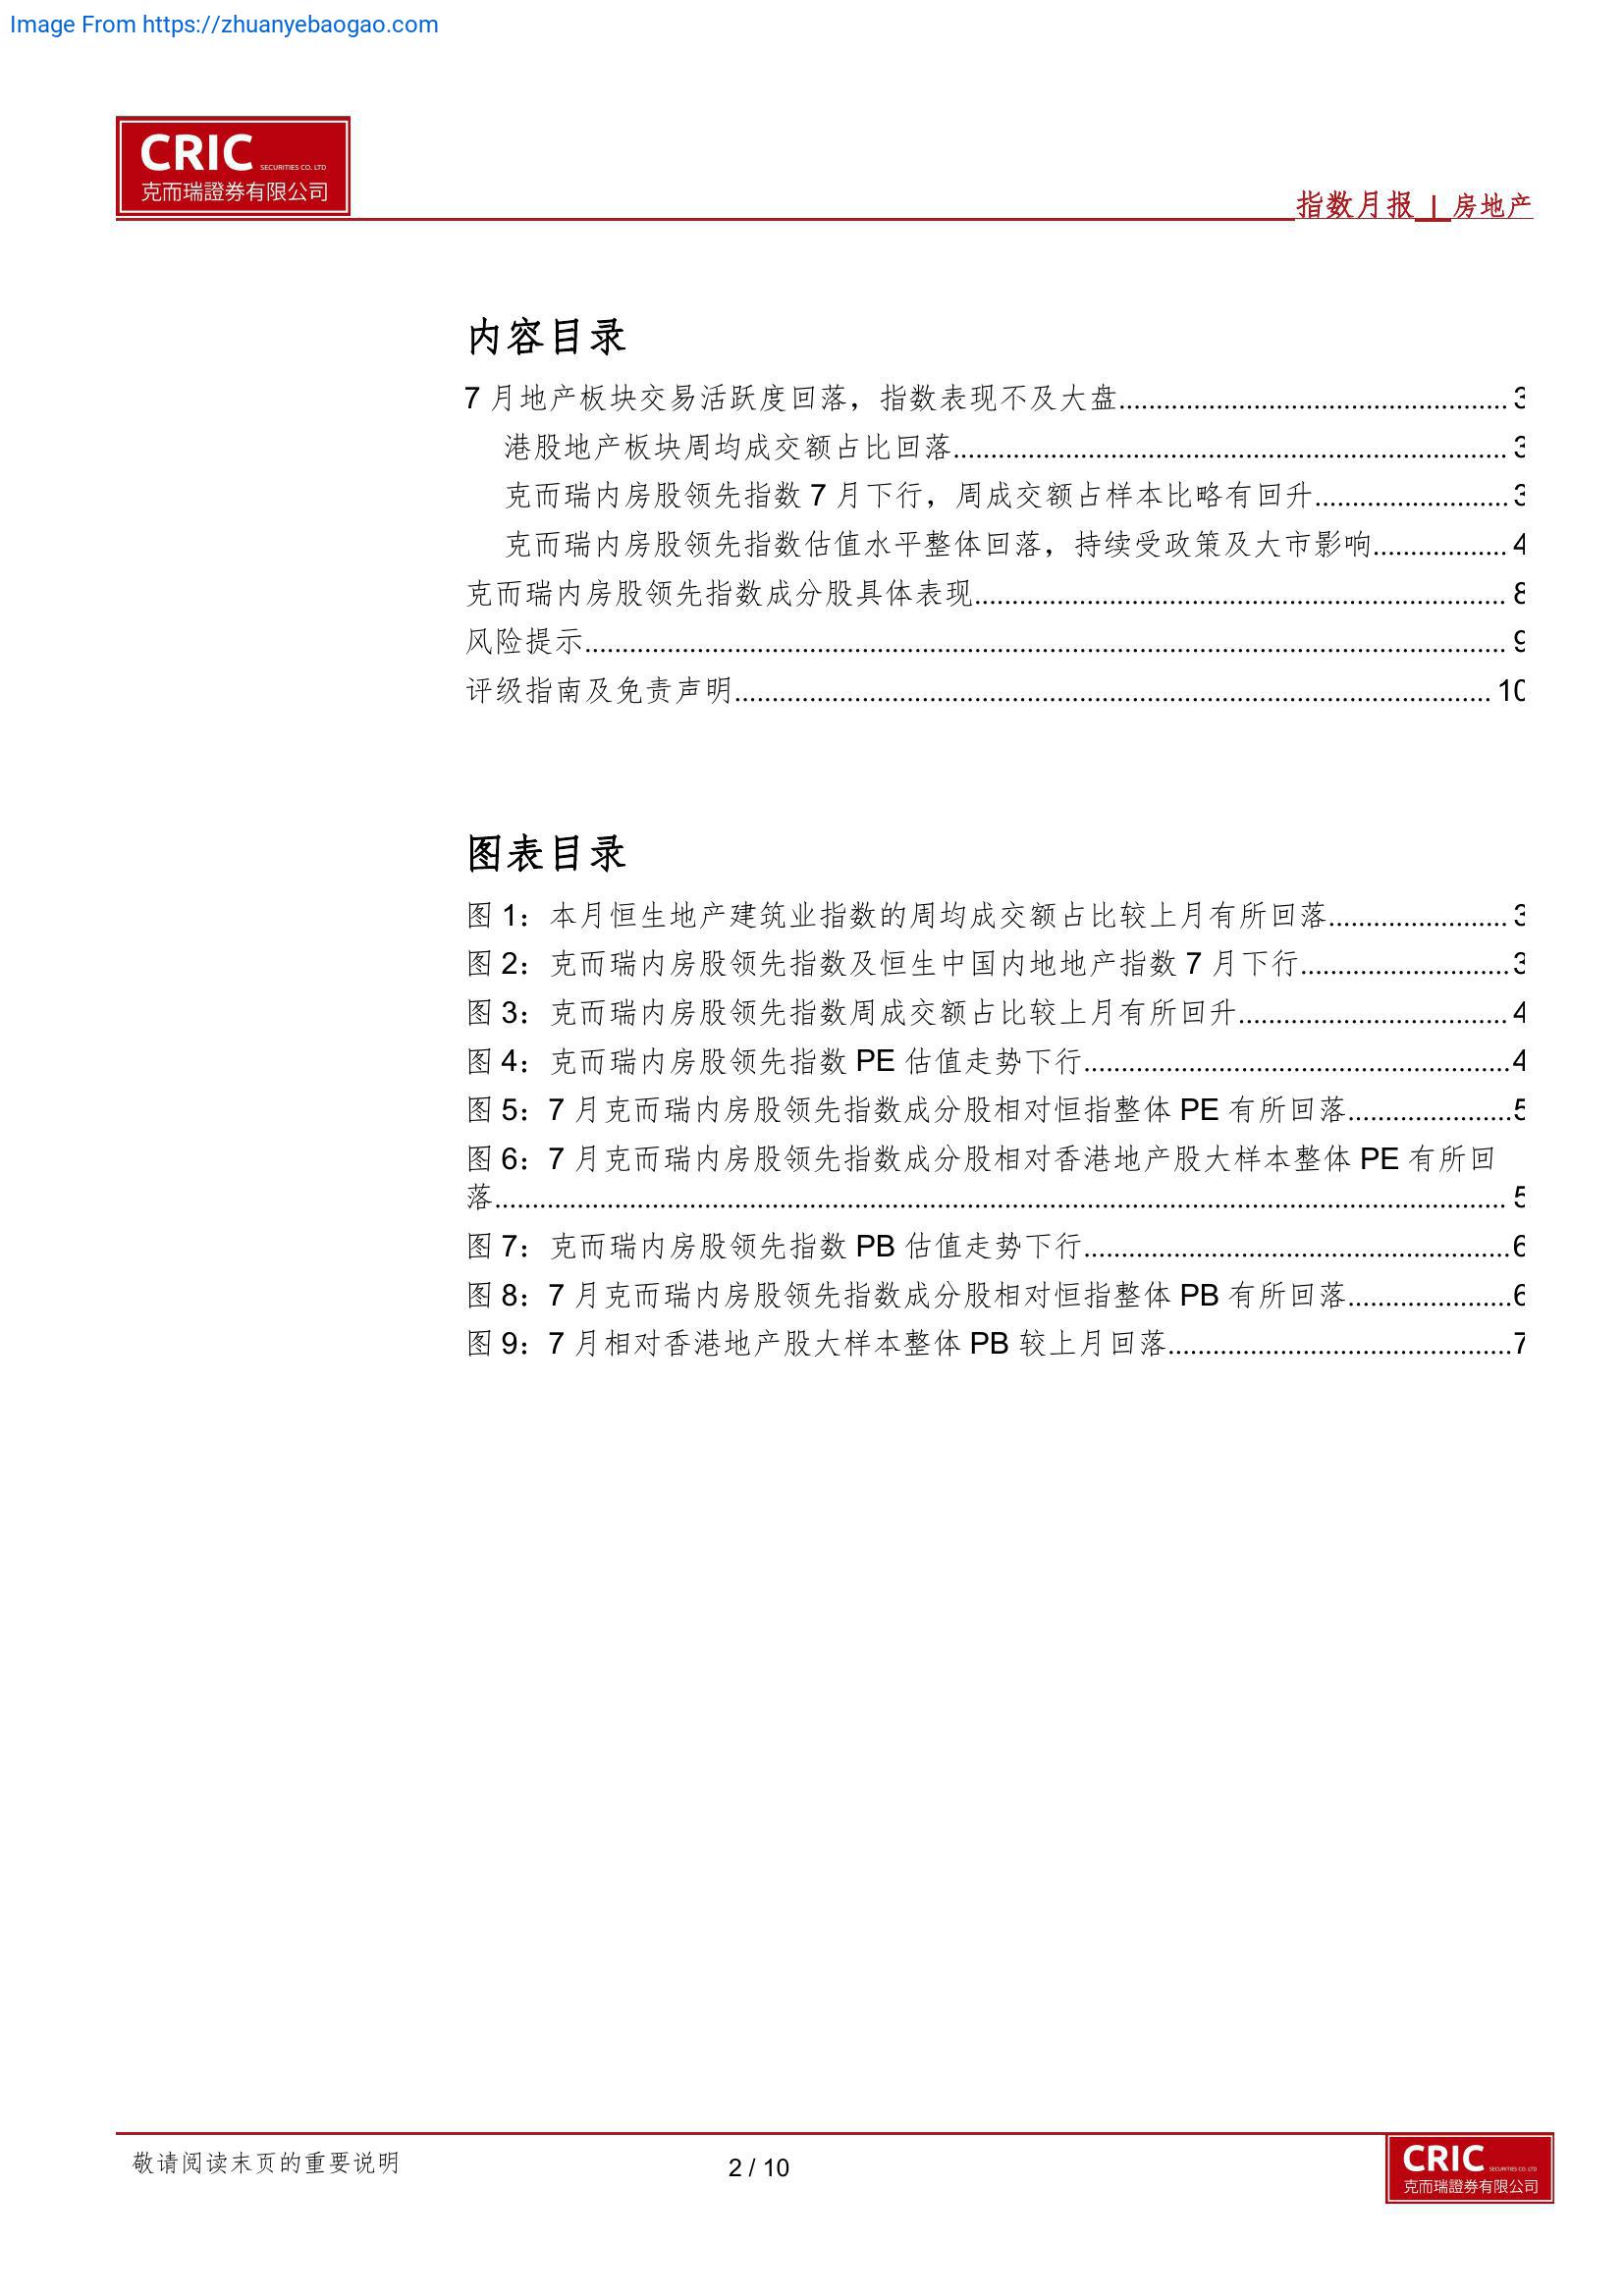 Image From https://zhuanyebaogao.com
CRIC SECURITIES CO. LTD
克而瑞證券有限公司
指数月报 | 房地产
内容目录
7 月地产板块交易活跃度回落，指数表现不及大盘.................................................... 3
港股地产板块周均成交额占比回落.......................................................................... 3
克而瑞内房股领先指数 7 月下行，周成交额占样本比略有回升.......................... 3
克而瑞内房股领先指数估值水平整体回落，持续受政策及大市影响.................. 4
克而瑞内房股领先指数成分股具体表现....................................................................... 8
风险提示........................................................................................................................... 9
评级指南及免责声明..................................................................................................... 10
图表目录
图 1：本月恒生地产建筑业指数的周均成交额占比较上月有所回落........................ 3
图 2：克而瑞内房股领先指数及恒生中国内地地产指数 7 月下行............................3
图 3：克而瑞内房股领先指数周成交额占比较上月有所回升.................................... 4
图 4：克而瑞内房股领先指数 PE 估值走势下行.........................................................4
图 5：7 月克而瑞内房股领先指数成分股相对恒指整体 PE 有所回落......................5
图 6：7 月克而瑞内房股领先指数成分股相对香港地产股大样本整体 PE 有所回
落....................................................................................................................................... 5
图 7：克而瑞内房股领先指数 PB 估值走势下行.........................................................6
图 8：7 月克而瑞内房股领先指数成分股相对恒指整体 PB 有所回落......................6
图 9：7 月相对香港地产股大样本整体 PB 较上月回落..............................................7
敬请阅读末页的重要说明
2 / 10
CRIC SECURITIES CO. LTD
克而瑞證券有限公司